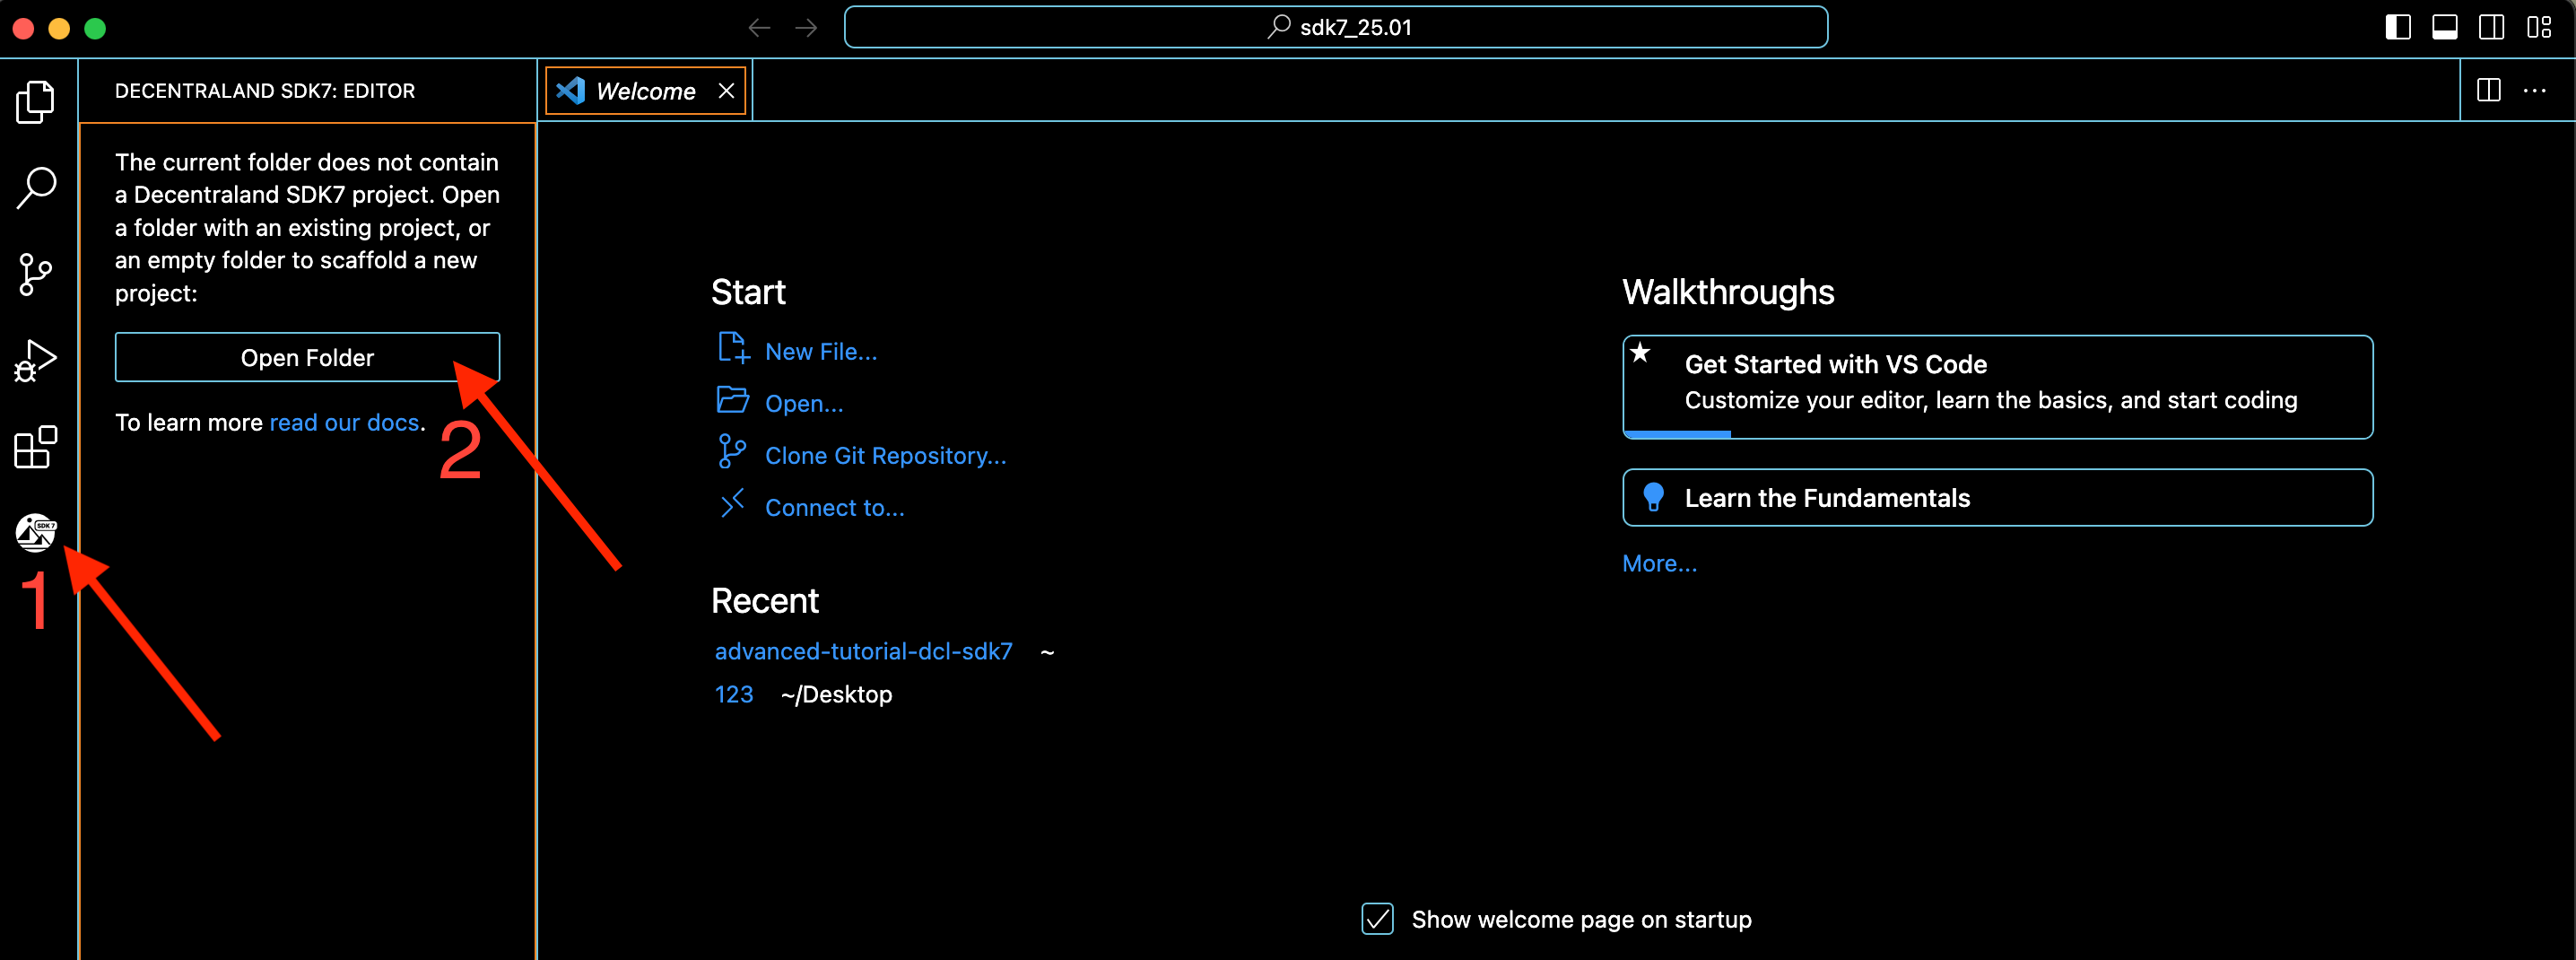 sdk7_25.01
DECENTRALAND SDK7: EDITOR
Welcome
The current folder does not contain
a Decentraland SDK7 project. Open
a folder with an existing project, or
an empty folder to scaffold a new
project:
Open Folder
To learn more read our docs.
2
SDK 7
1
Start
New File...
Open...
Clone Git Repository...
Connect to...
Recent
advanced-tutorial-dcl-sdk7 ~
123 ~/Desktop
Walkthroughs
Get Started with VS Code
Customize your editor, learn the basics, and start coding
Learn the Fundamentals
More...
Show welcome page on startup